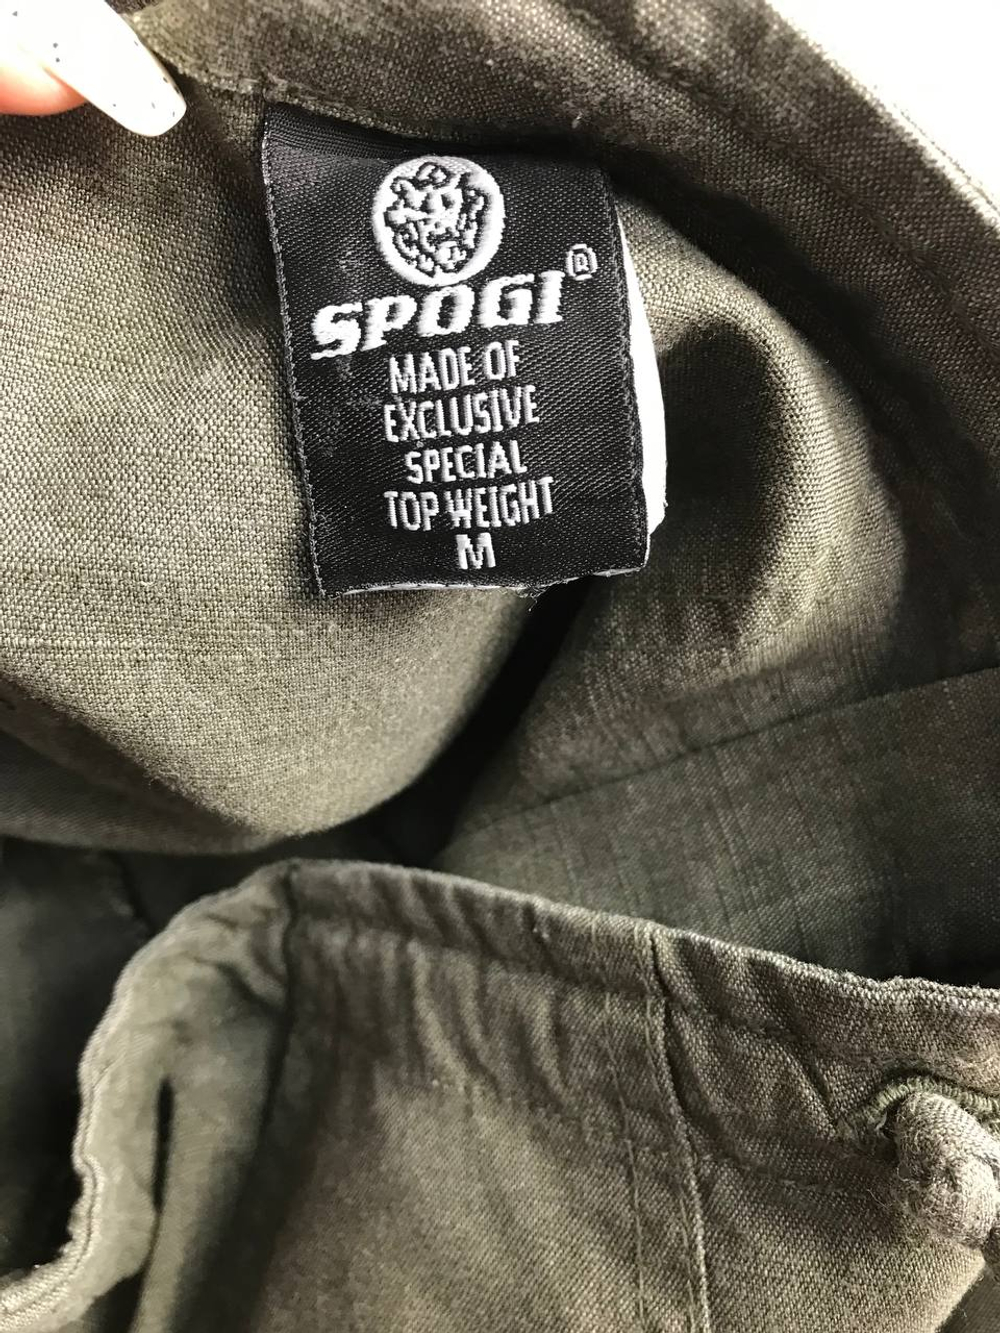 SPOGI®
MADE OF
EXCLUSIVE
SPECIAL
TOP WEIGHT
M